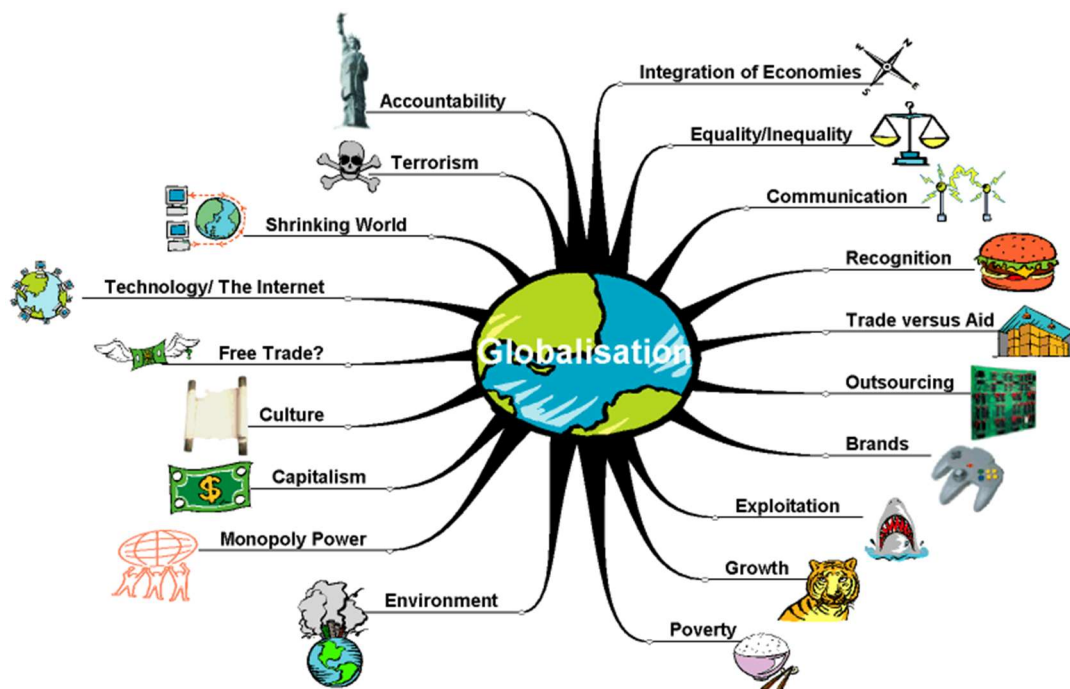 Integration of Economies
Accountability
Equality/Inequality
Terrorism
Communication
Shrinking World
Recognition
Technology/ The Internet
Trade versus Aid
Globalisation
Free Trade?
Outsourcing
Culture
Brands
Capitalism
Exploitation
Monopoly Power
Growth
Environment
Poverty
N
W
E
S
$